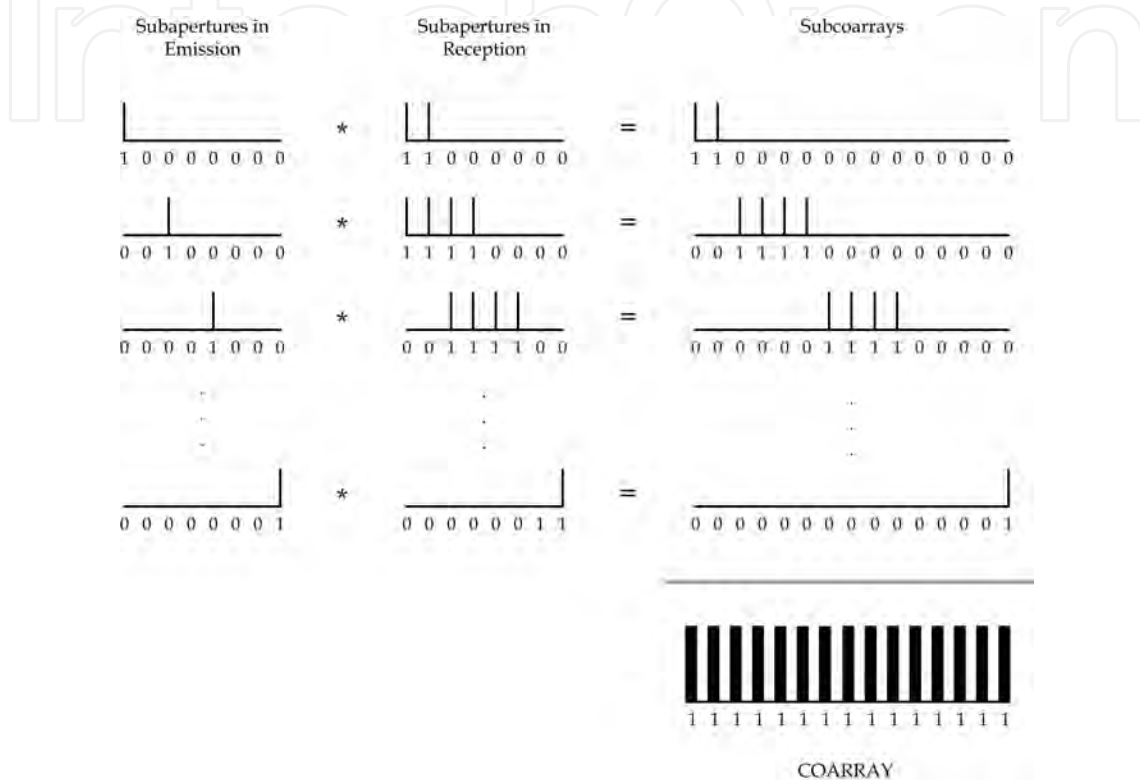 Subapertures in Emission
Subapertures in Reception
Subcoarrays
* =
1 0 0 0 0 0 0 0
1 1 0 0 0 0 0 0
1 1 0 0 0 0 0 0 0 0 0 0 0 0 0
* =
0 0 1 0 0 0 0 0
1 1 1 1 0 0 0 0
0 0 1 1 1 1 0 0 0 0 0 0 0 0 0
* =
0 0 0 0 1 0 0 0
0 0 1 1 1 1 0 0
0 0 0 0 0 0 1 1 1 1 0 0 0 0 0
* =
0 0 0 0 0 0 0 1
0 0 0 0 0 0 1 1
0 0 0 0 0 0 0 0 0 0 0 0 0 0 1
1 1 1 1 1 1 1 1 1 1 1 1 1 1 1
COARRAY